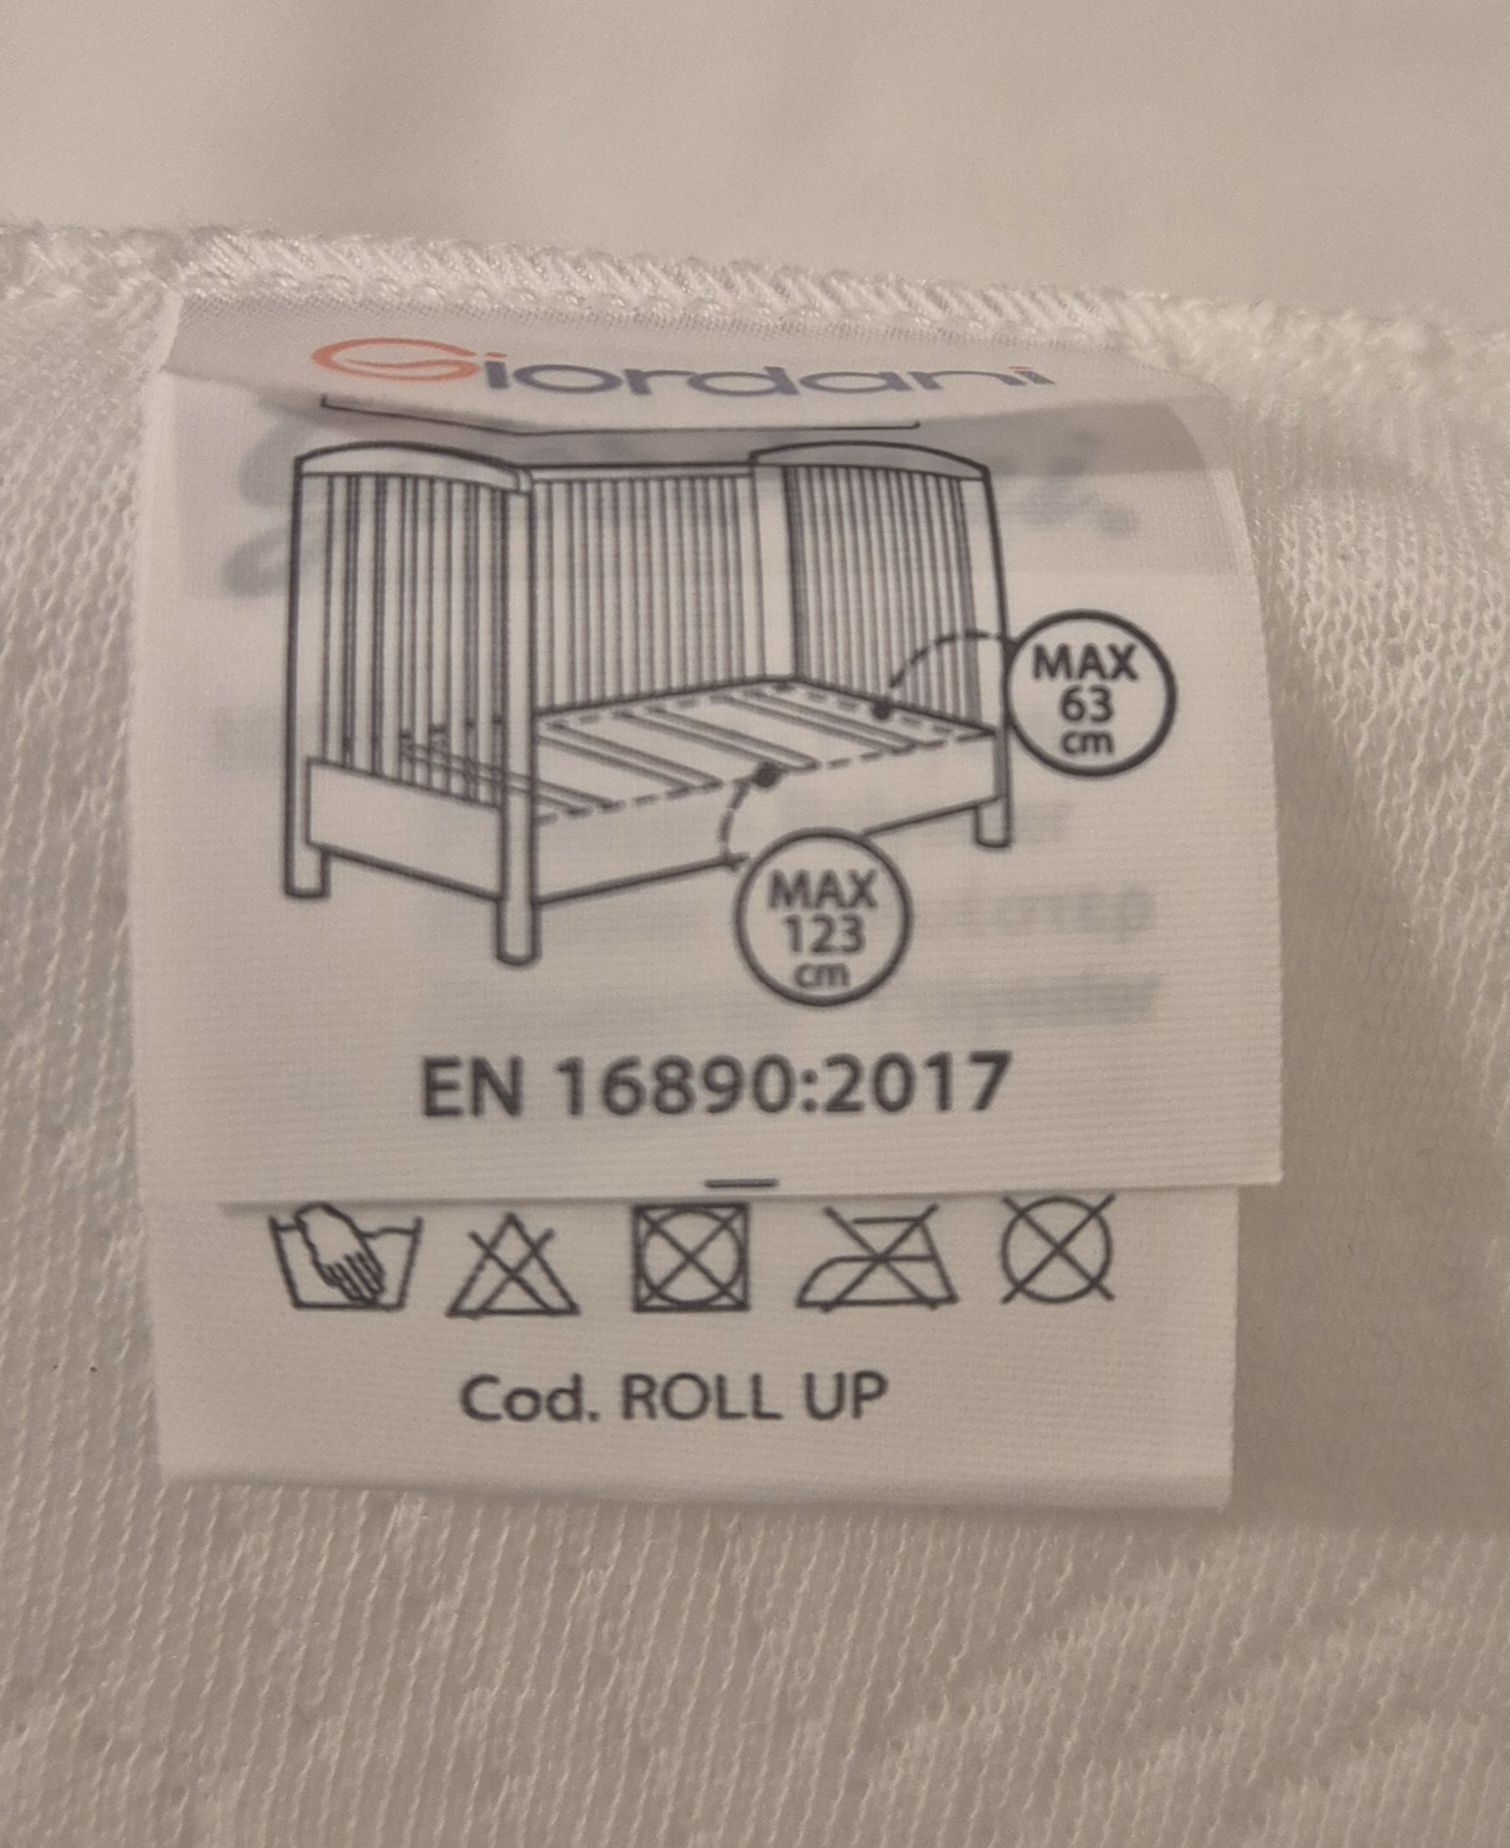 Giordani
MAX
63
cm
MAX
123
cm
EN 16890:2017
Cod. ROLL UP